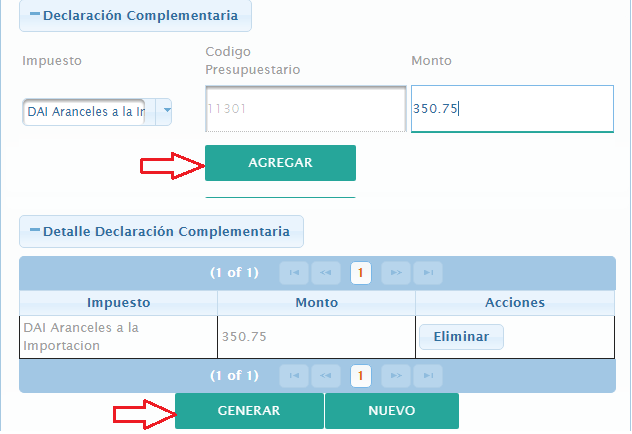 Declaración Complementaria
Impuesto
Codigo
Presupuestario
Monto
DAI Aranceles a la Ir
11301
350.75
AGREGAR
Detalle Declaración Complementaria
(1 of 1) 1
Impuesto Monto Acciones
DAI Aranceles a la
Importacion
350.75
Eliminar
(1 of 1) 1
GENERAR NUEVO